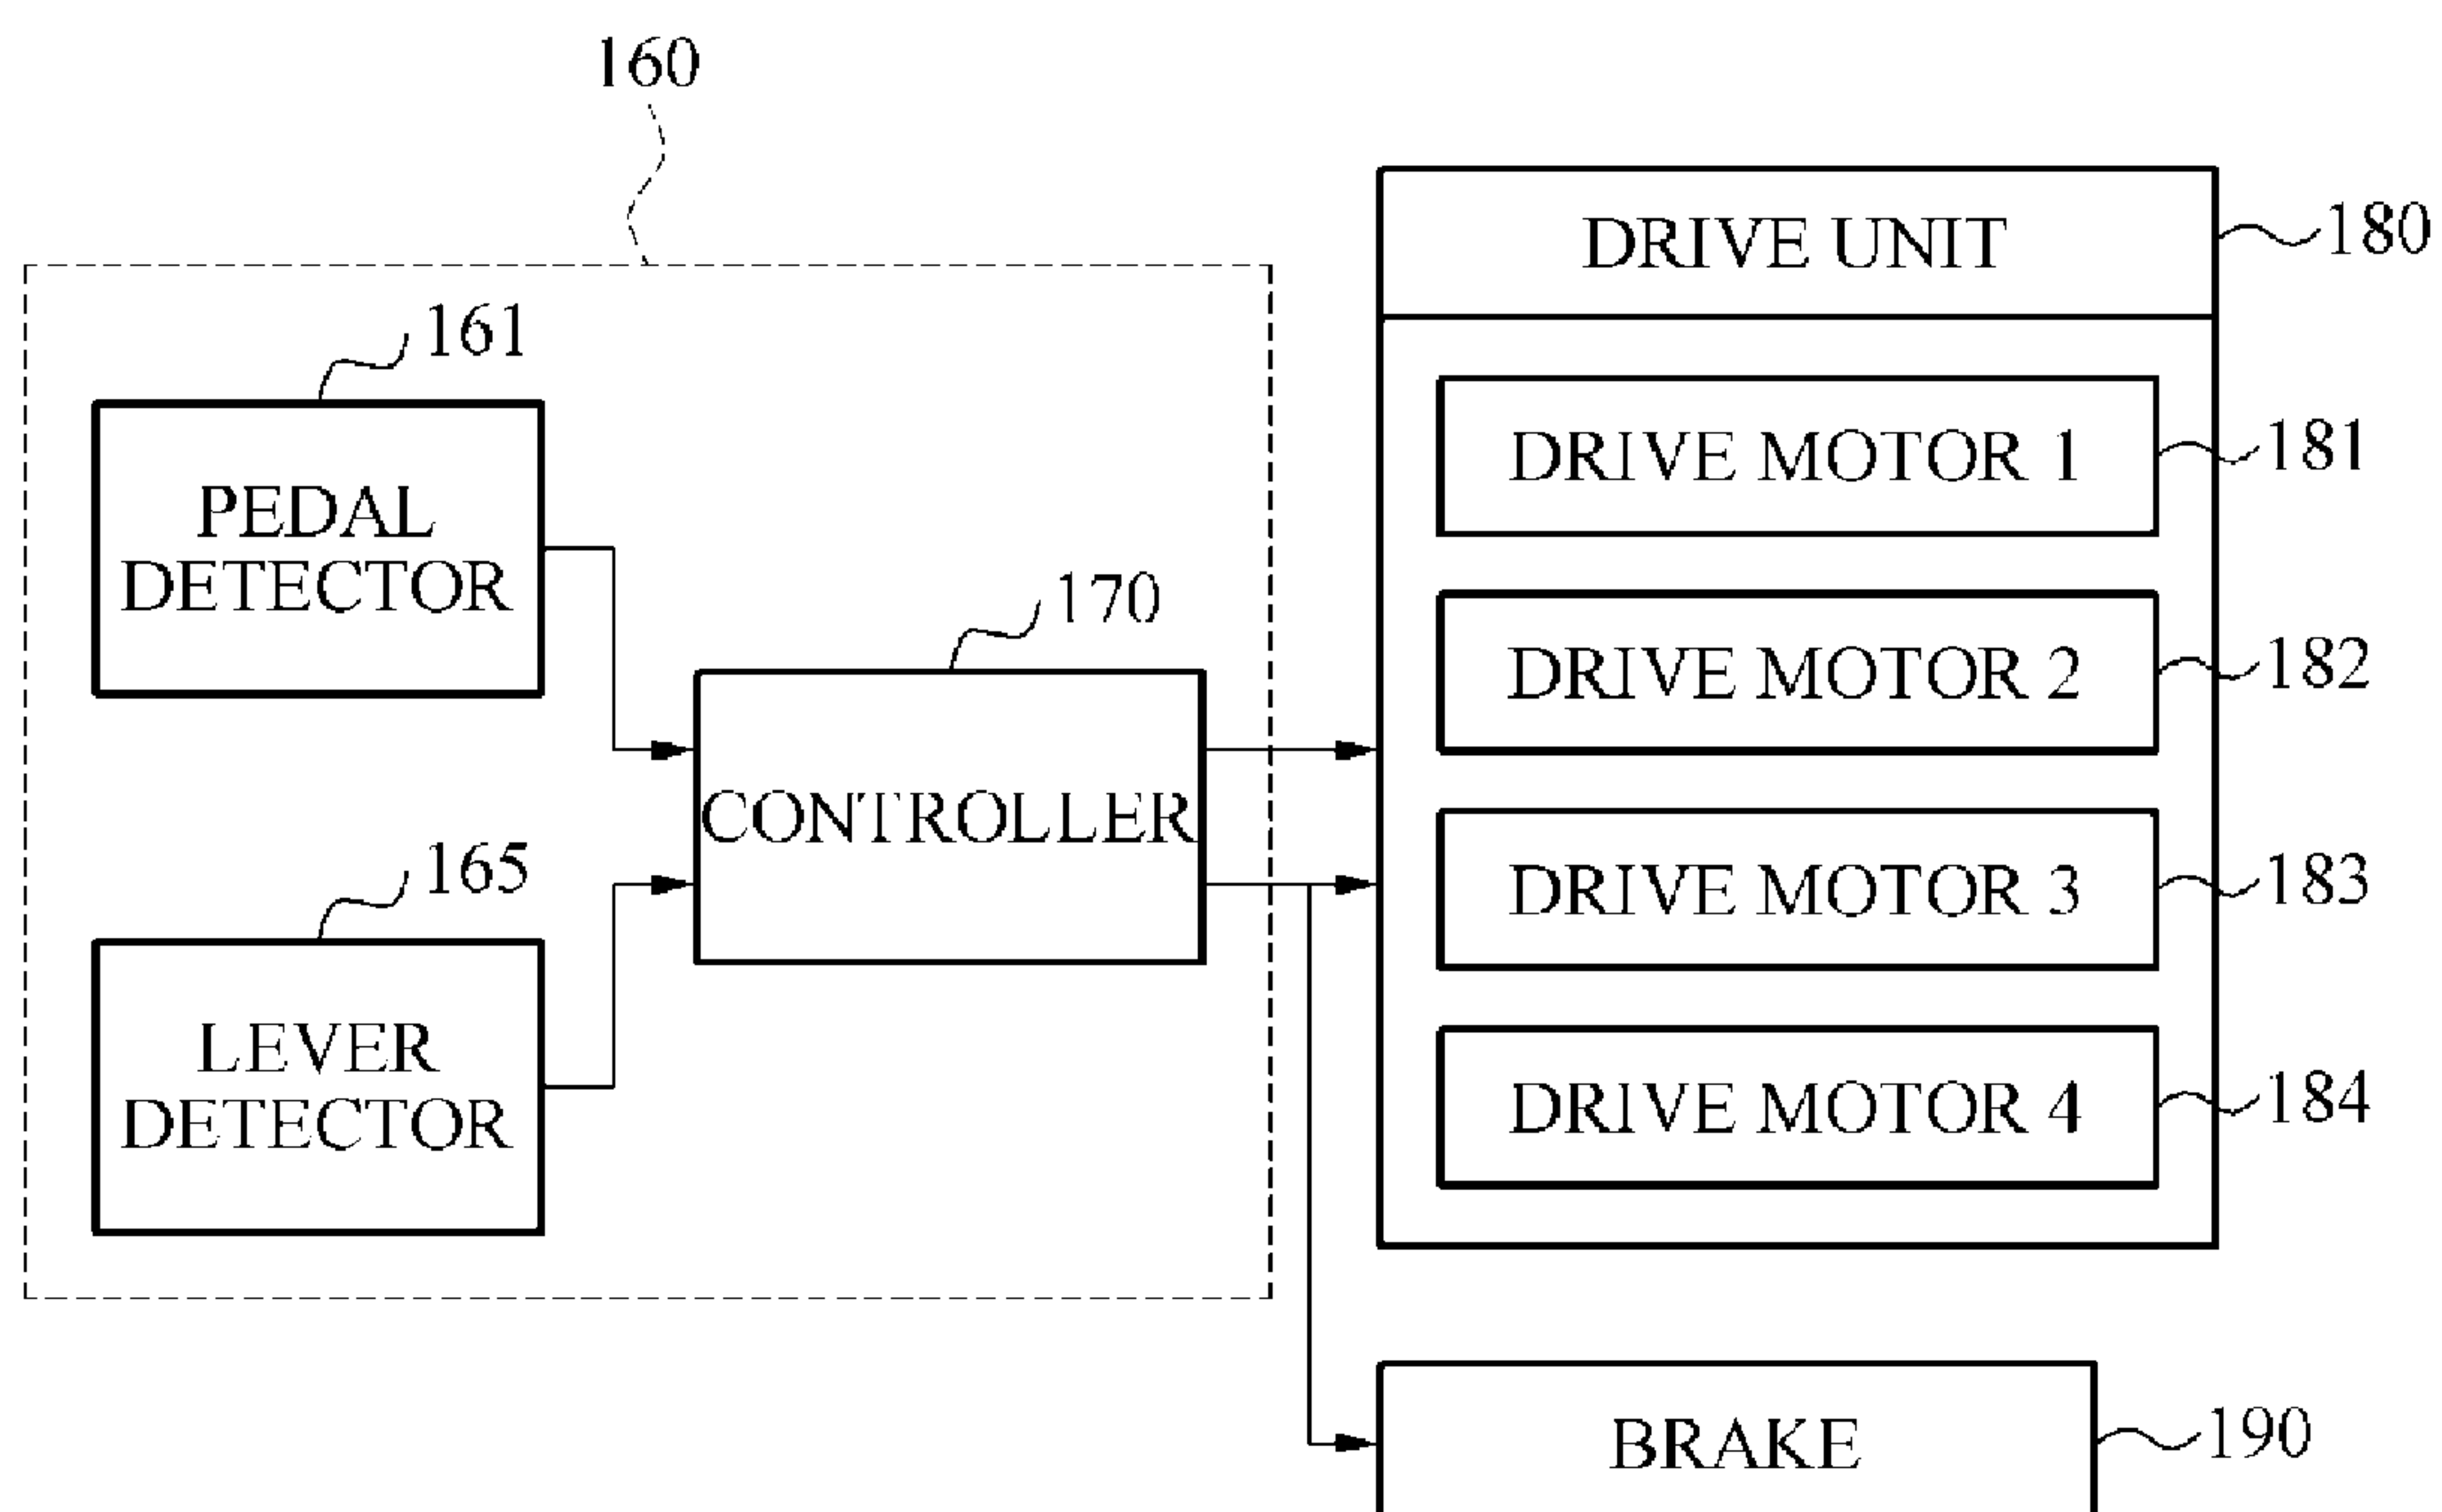 160
DRIVE UNIT
180
161
PEDAL
DETECTOR
DRIVE MOTOR 1
181
170
CONTROLLER
DRIVE MOTOR 2
182
165
LEVER
DETECTOR
DRIVE MOTOR 3
183
DRIVE MOTOR 4
184
BRAKE
190